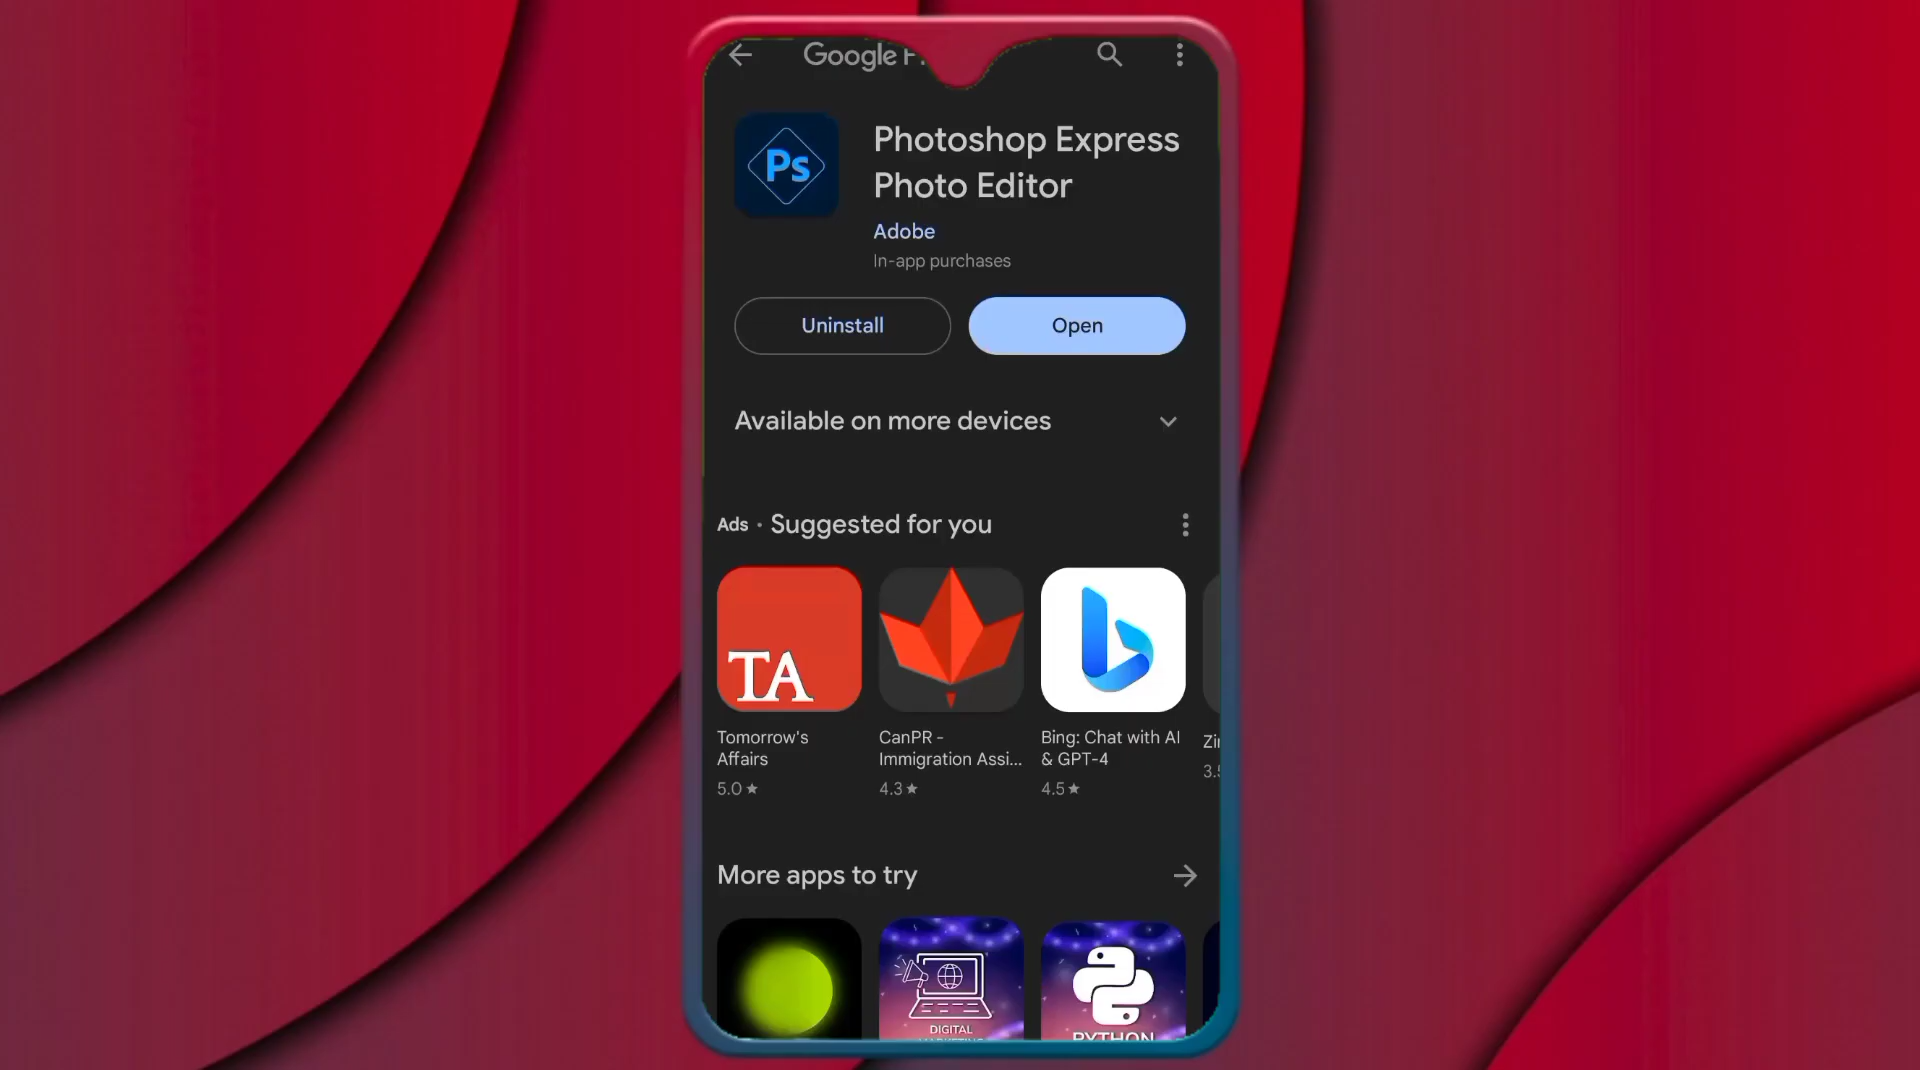 Google
Ps
Photoshop Express
Photo Editor
Adobe
In-app purchases
Uninstall
Open
Available on more devices
Ads · Suggested for you
TA
Tomorrow's
Affairs
5.0 ★
CanPR -
Immigration Assi...
4.3 ★
Bing: Chat with AI
& GPT-4
4.5 ★
More apps to try
DIGITAL
PYTHON